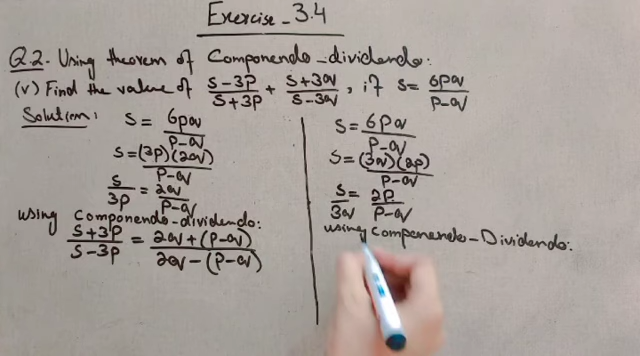 Exercise - 3.4
Q.2. Using theorem of Componendo-dividendo:
(v) Find the value of (s-3p)/(s+3p) + (s+3q)/(s-3q), if s = 6pq/(p-q)
Solution:
s = 6pq/(p-q)
s = (3p)(2q)/(p-q)
s/3p = 2q/(p-q)
using Componendo-dividendo:
(s+3p)/(s-3p) = (2q+(p-q))/(2q-(p-q))
s = 6pq/(p-q)
s = (3q)(2p)/(p-q)
s/3q = 2p/(p-q)
using Componendo-Dividendo: